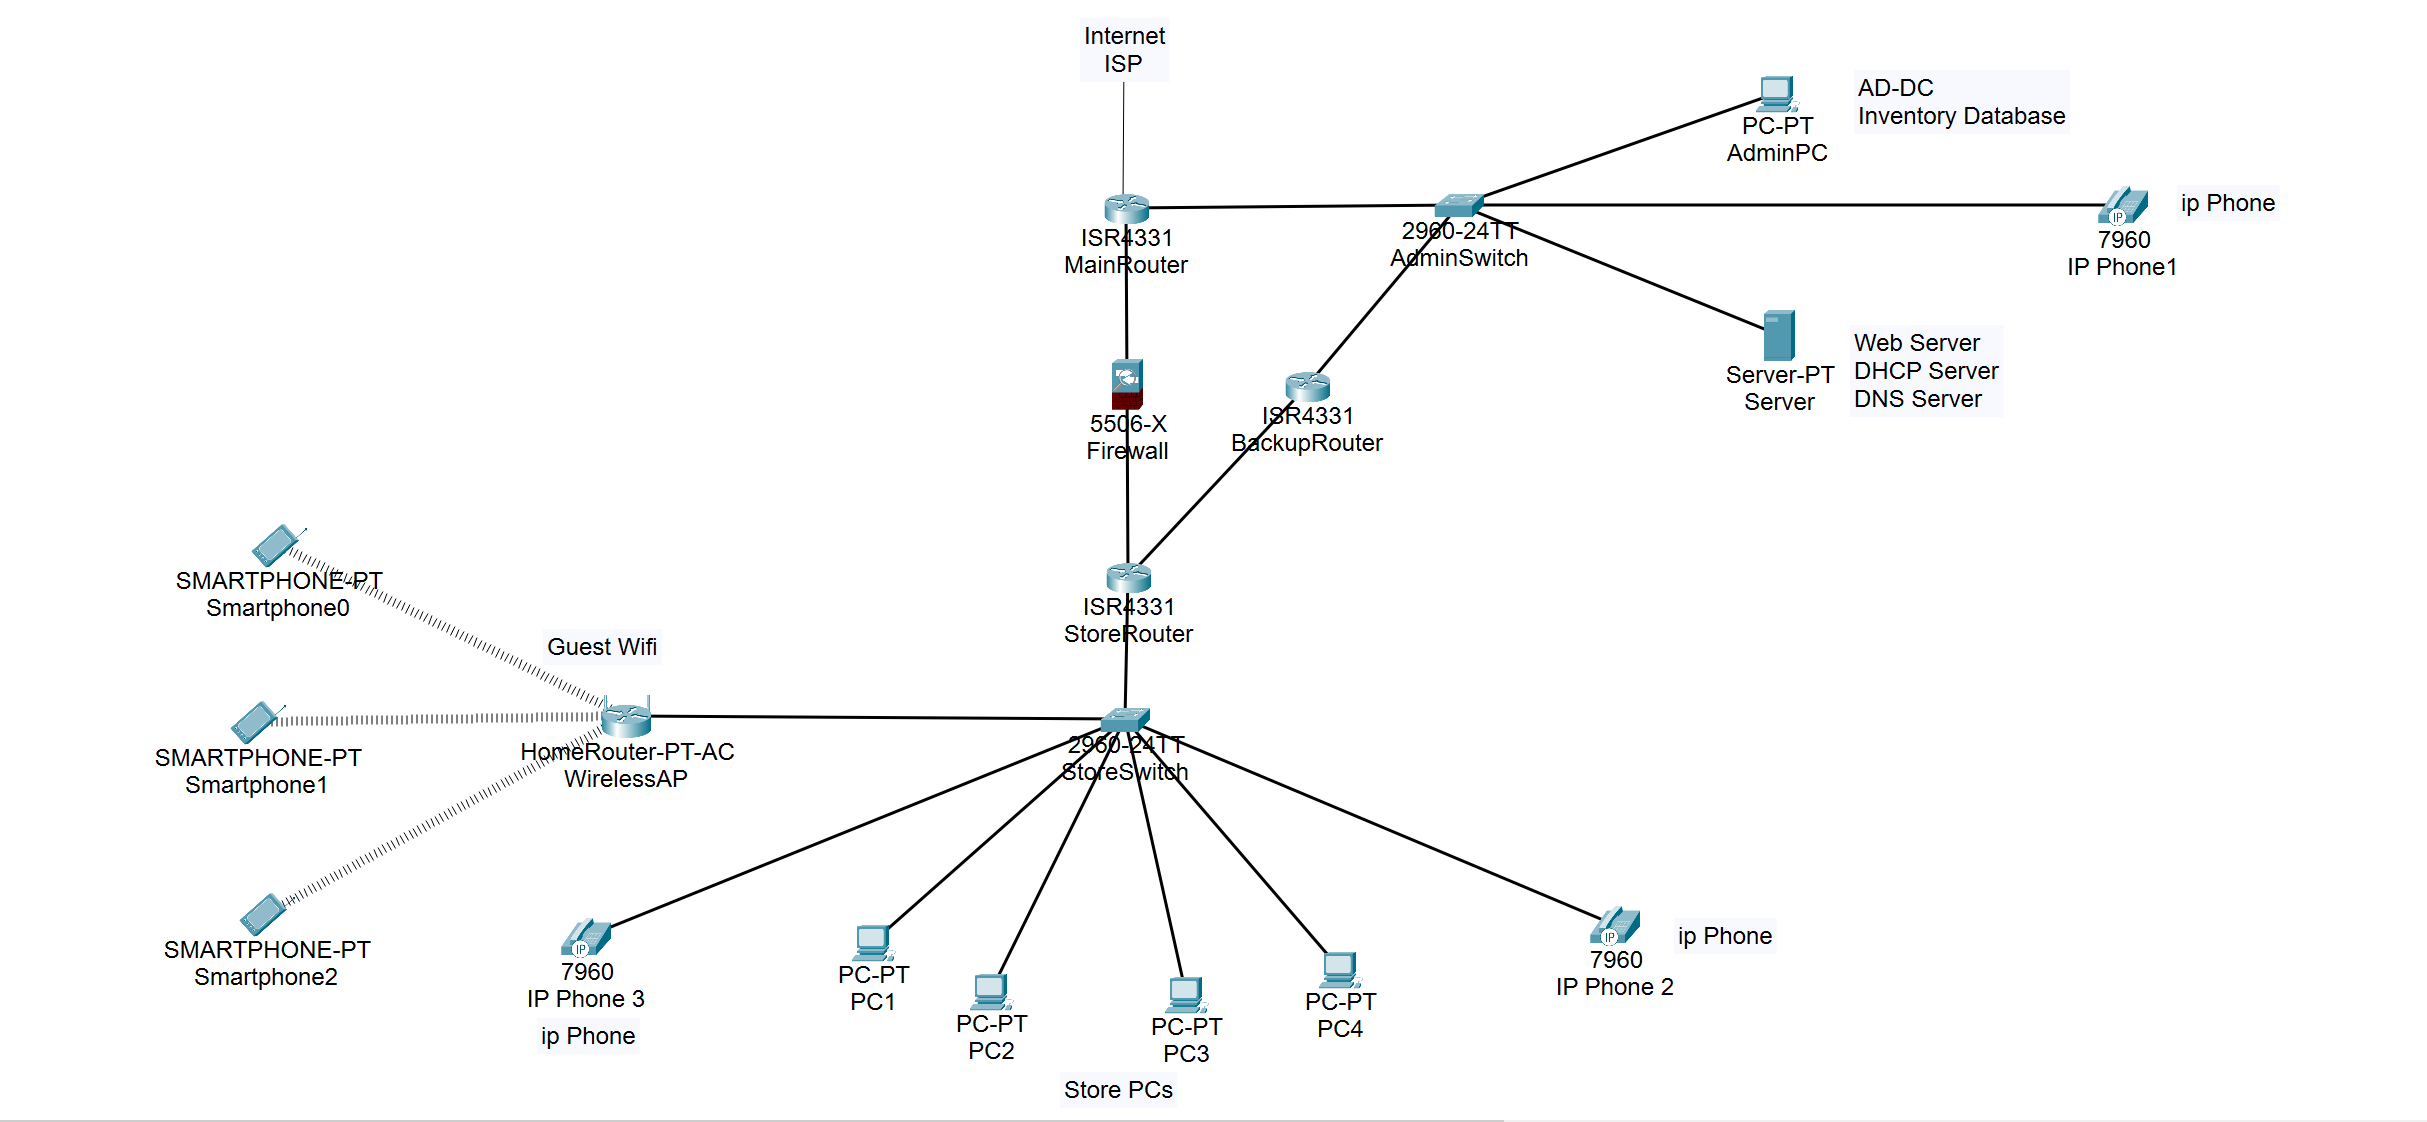 Internet
ISP
AD-DC
Inventory Database
PC-PT
AdminPC
ip Phone
7960
IP Phone1
ISR4331
MainRouter
2960-24TT
AdminSwitch
Web Server
DHCP Server
DNS Server
Server-PT
Server
5506-X
Firewall
ISR4331
BackupRouter
SMARTPHONE-PT
Smartphone0
ISR4331
StoreRouter
Guest Wifi
SMARTPHONE-PT
Smartphone1
HomeRouter-PT-AC
WirelessAP
2960-24TT
StoreSwitch
SMARTPHONE-PT
Smartphone2
IP
7960
IP Phone 3
ip Phone
PC-PT
PC1
PC-PT
PC2
PC-PT
PC3
PC-PT
PC4
IP
7960
IP Phone 2
ip Phone
Store PCs
IP